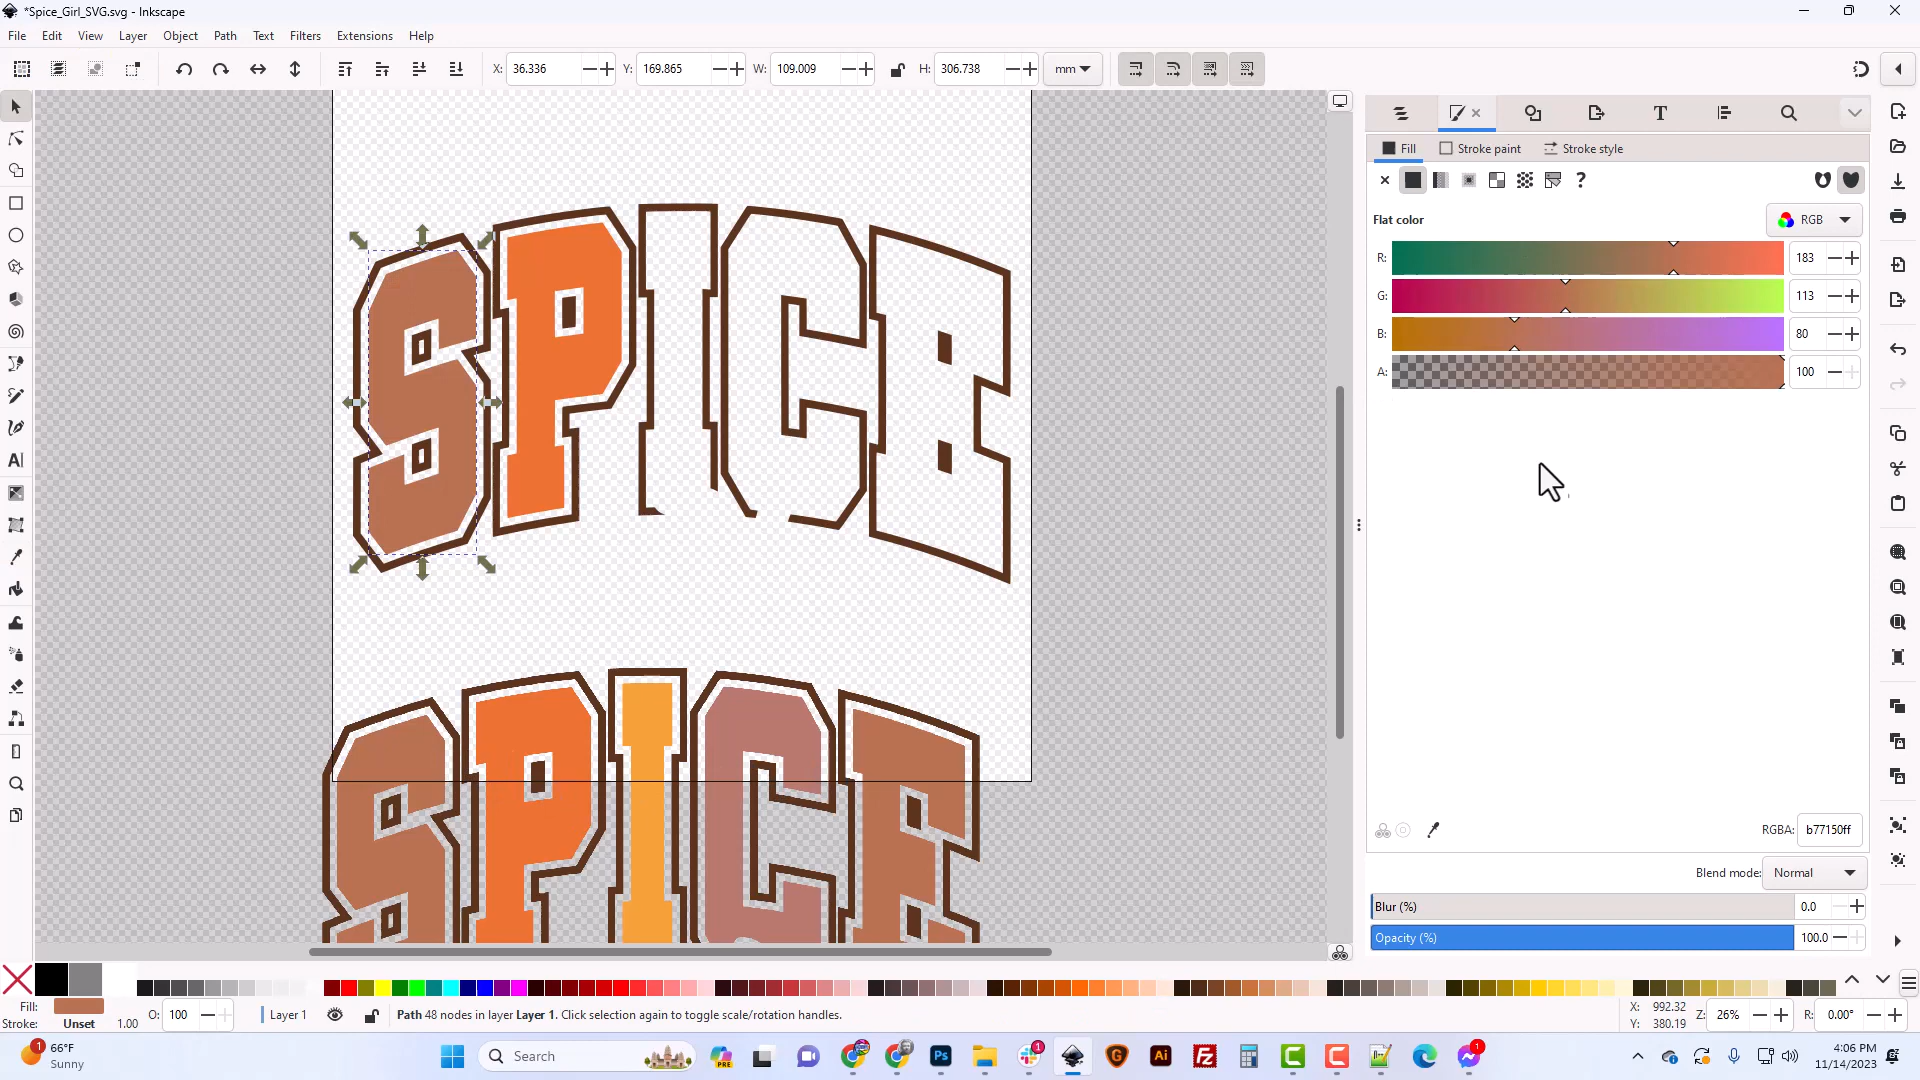 *Spice_Girl_SVG.svg - Inkscape
File Edit View Layer Object Path Text Filters Extensions Help
X: 36.336 Y: 169.865 W: 109.009 H: 306.738 mm
Fill Stroke paint Stroke style
Flat color RGB
R: 183
G: 113
B: 80
A: 100
SPICE
SPICE
RGBA: b77150ff
Blend mode: Normal
Blur (%) 0.0
Opacity (%) 100.0
Fill: O: 100 Layer 1 Path 48 nodes in layer Layer 1. Click selection again to toggle scale/rotation handles. X: 992.32 Z: 26% R: 0.00°
Stroke: Unset 1.00 Y: 380.19
66°F
Sunny
Search
4:06 PM
11/14/2023